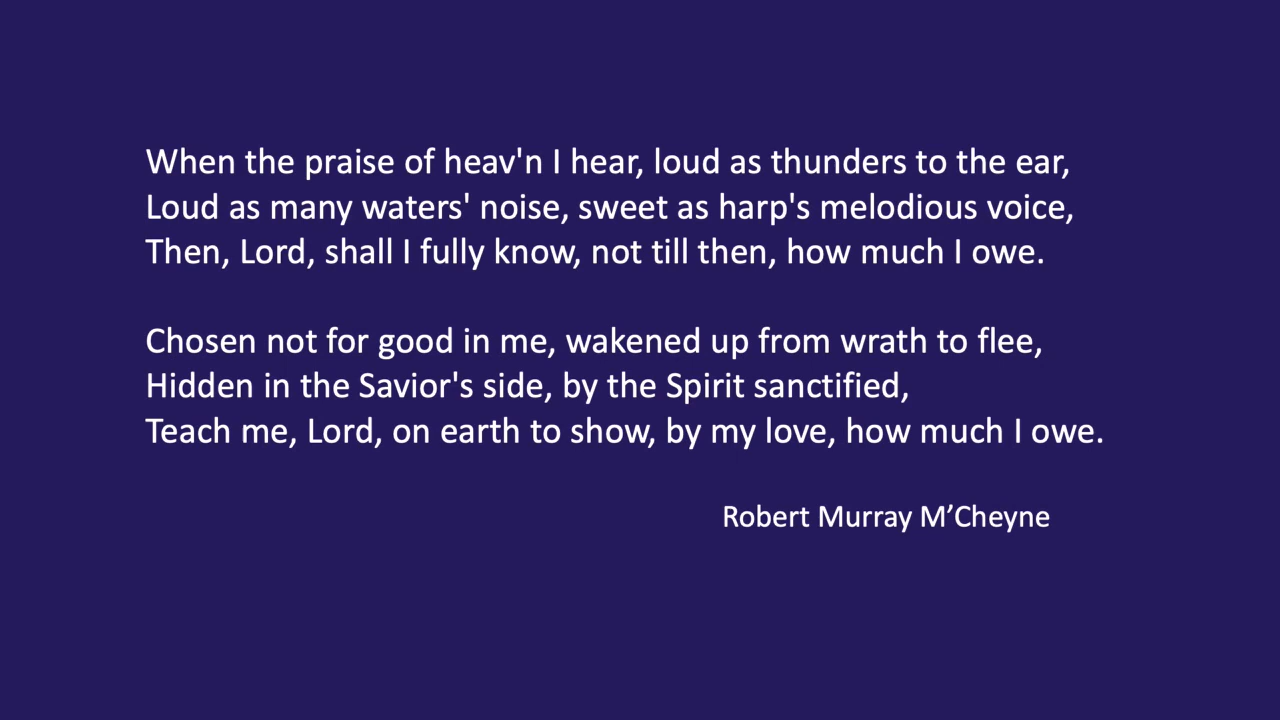 When the praise of heav'n I hear, loud as thunders to the ear,
Loud as many waters' noise, sweet as harp's melodious voice,
Then, Lord, shall I fully know, not till then, how much I owe.
Chosen not for good in me, wakened up from wrath to flee,
Hidden in the Savior's side, by the Spirit sanctified,
Teach me, Lord, on earth to show, by my love, how much I owe.
Robert Murray M’Cheyne